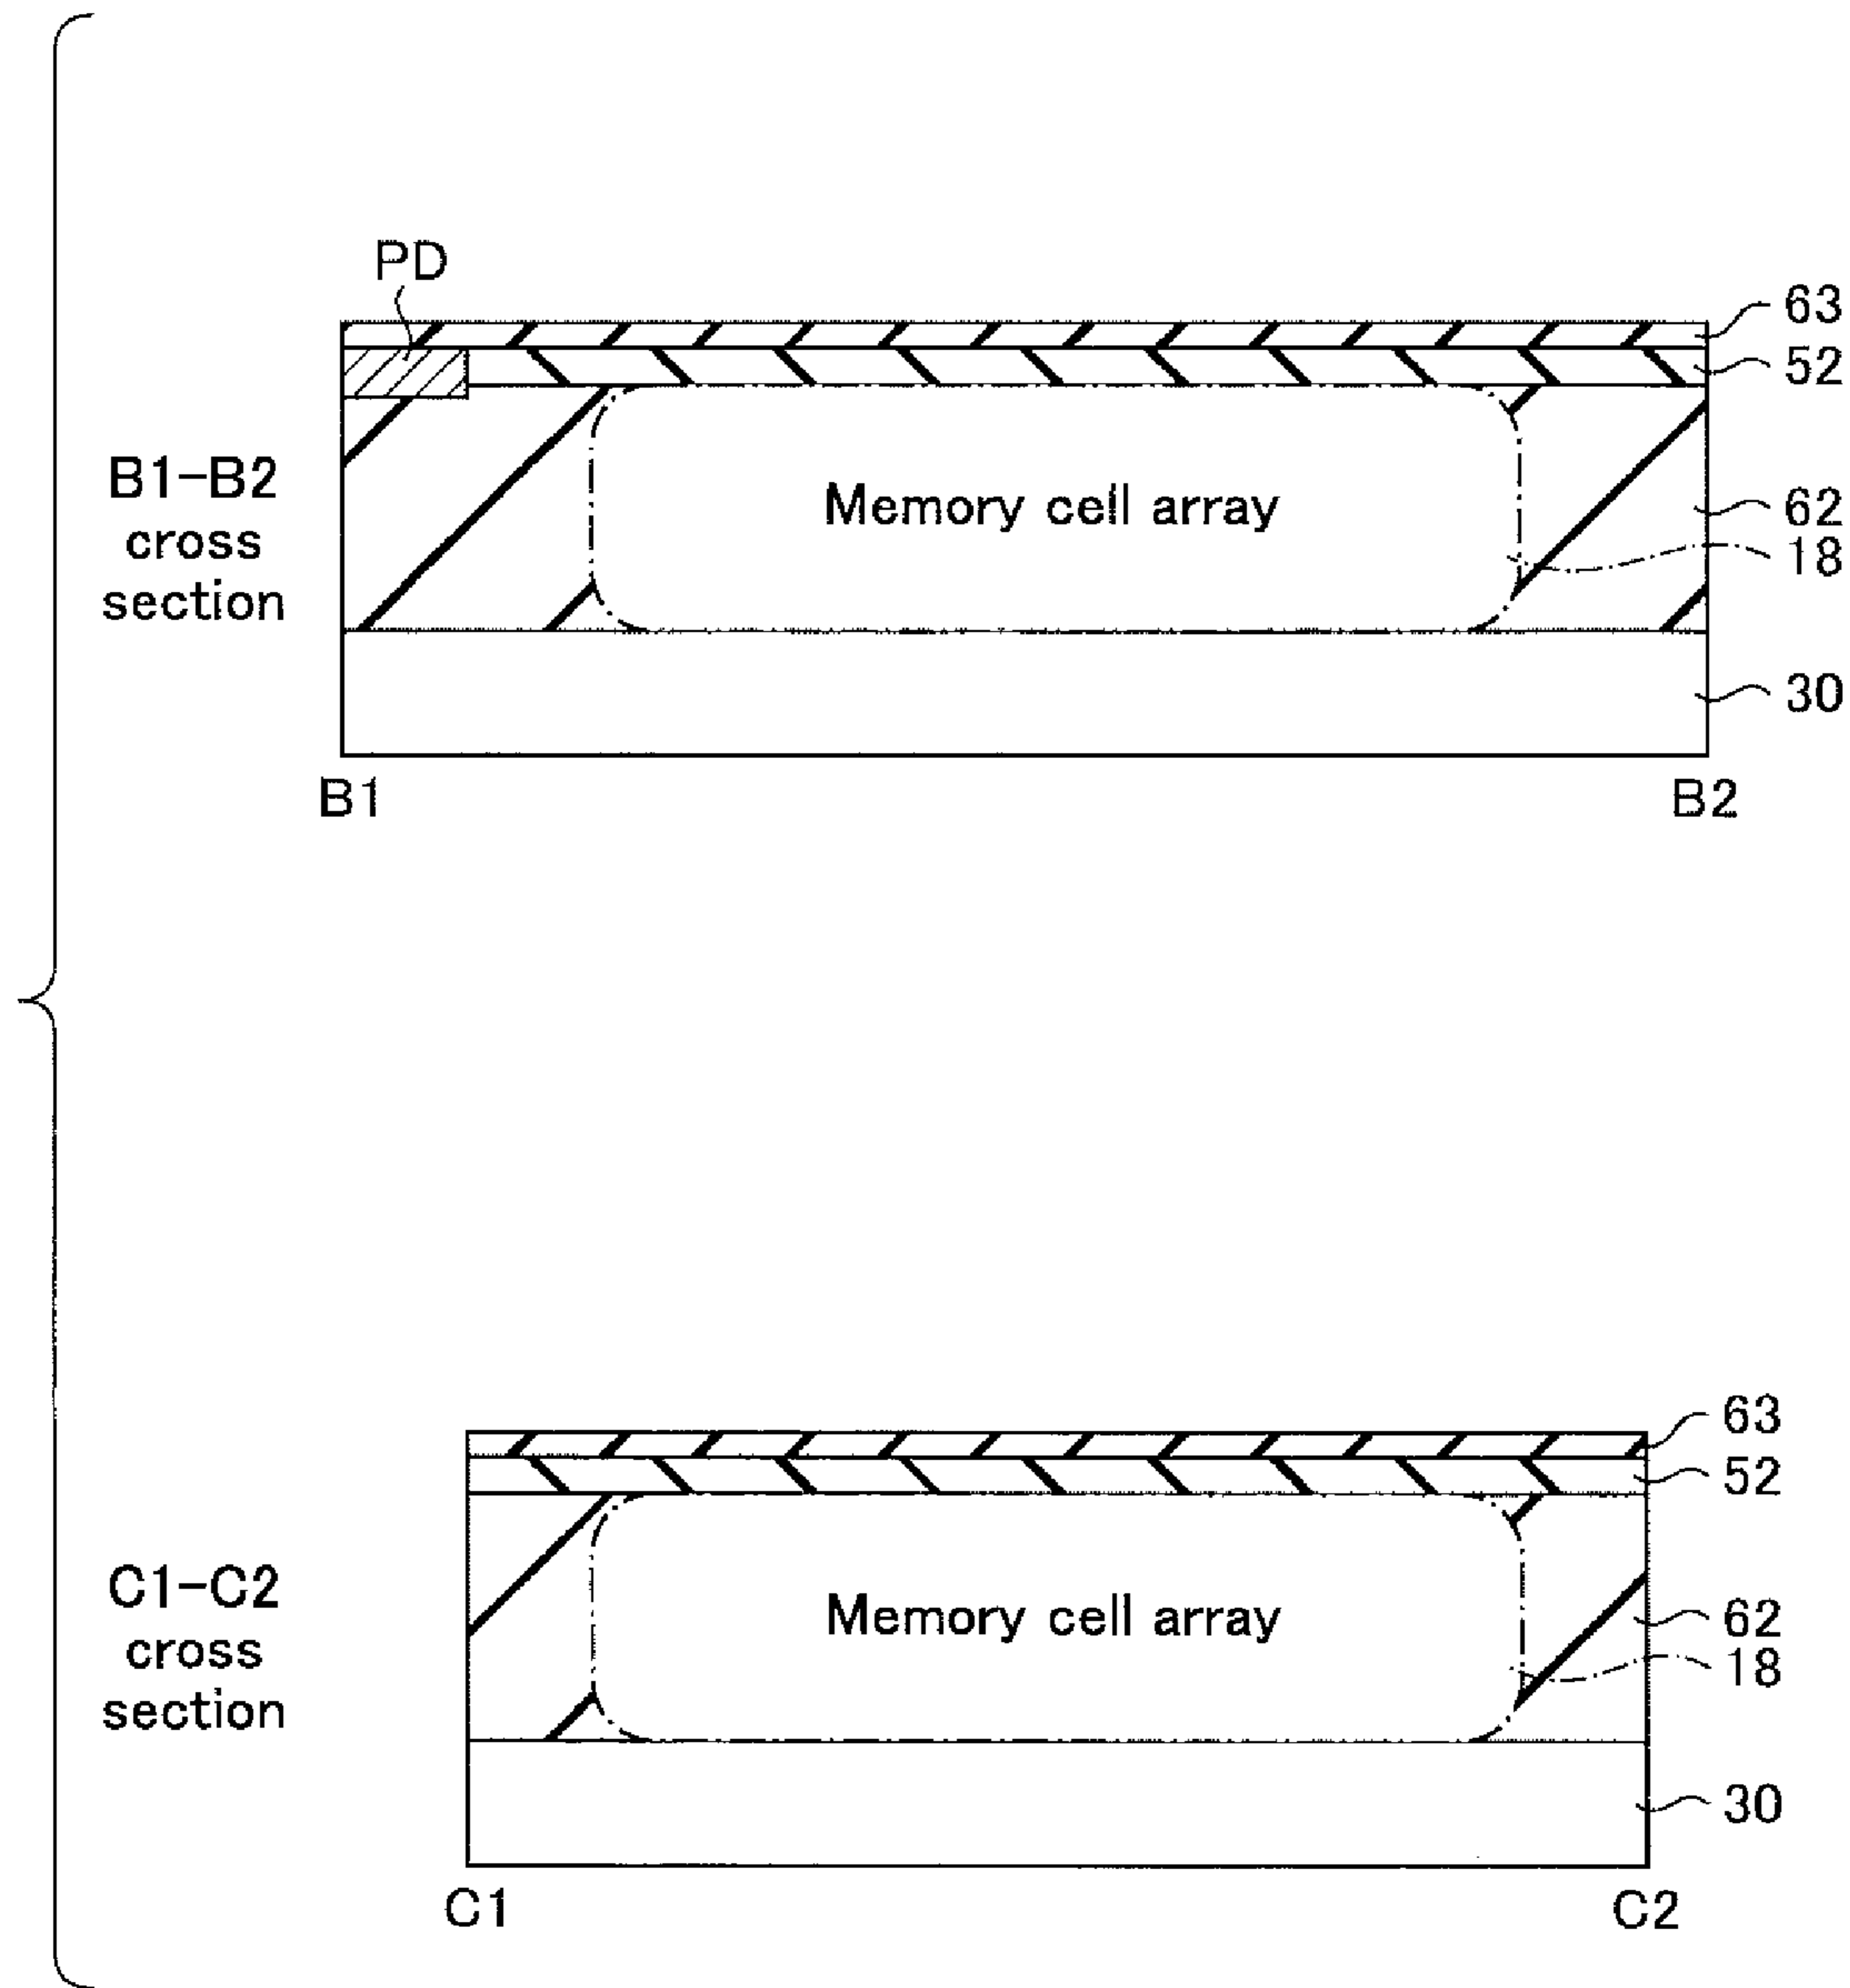 PD
63
52
B1-B2
cross
section
Memory cell array
62
18
30
B1
B2
63
52
C1-C2
cross
section
Memory cell array
62
18
30
C1
C2